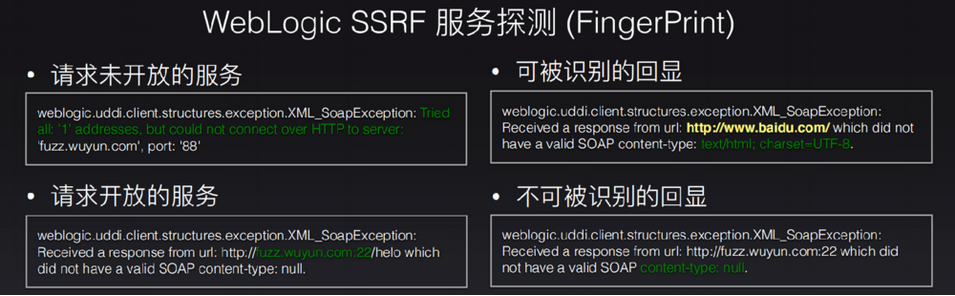 WebLogic SSRF 服务探测 (FingerPrint)
• 请求未开放的服务
weblogic.uddi.client.structures.exception.XML_SoapException: Tried
all: '1' addresses, but could not connect over HTTP to server:
'fuzz.wuyun.com', port: '88'
• 可被识别的回显
weblogic.uddi.client.structures.exception.XML_SoapException:
Received a response from url: http://www.baidu.com/ which did not
have a valid SOAP content-type: text/html; charset=UTF-8.
• 请求开放的服务
weblogic.uddi.client.structures.exception.XML_SoapException:
Received a response from url: http://fuzz.wuyun.com:22/helo which
did not have a valid SOAP content-type: null.
• 不可被识别的回显
weblogic.uddi.client.structures.exception.XML_SoapException:
Received a response from url: http://fuzz.wuyun.com:22 which did
not have a valid SOAP content-type: null.